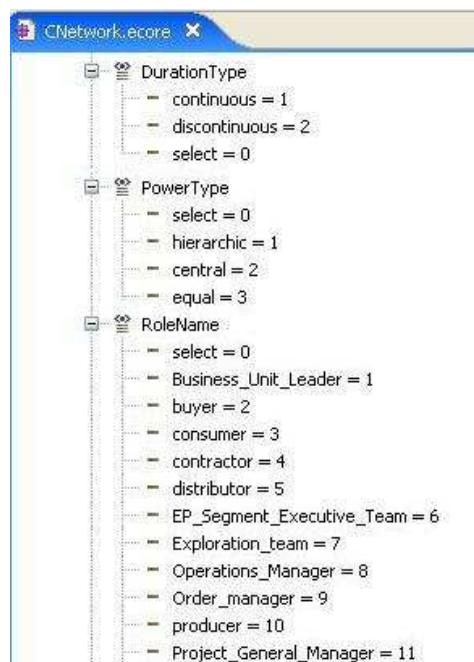 CNetwork.ecore
DurationType
continuous = 1
discontinuous = 2
select = 0
PowerType
select = 0
hierarchic = 1
central = 2
equal = 3
RoleName
select = 0
Business_Unit_Leader = 1
buyer = 2
consumer = 3
contractor = 4
distributor = 5
EP_Segment_Executive_Team = 6
Exploration_team = 7
Operations_Manager = 8
Order_manager = 9
producer = 10
Project_General_Manager = 11